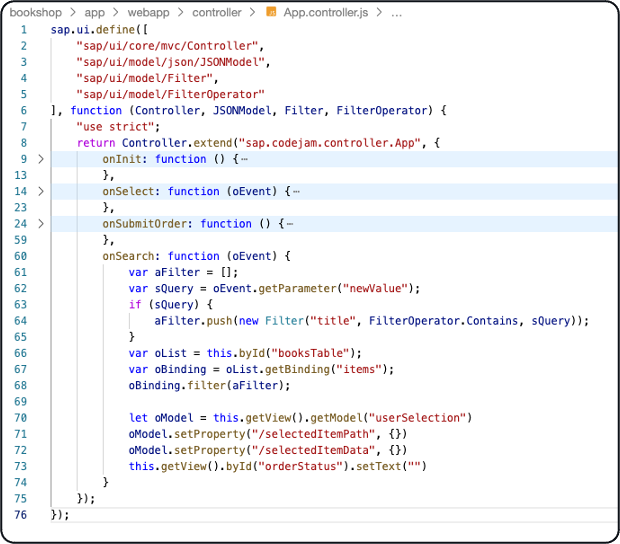 bookshop > app > webapp > controller > App.controller.js > ...
1 sap.ui.define([
2     "sap/ui/core/mvc/Controller",
3     "sap/ui/model/json/JSONModel",
4     "sap/ui/model/Filter",
5     "sap/ui/model/FilterOperator"
6 ], function (Controller, JSONModel, Filter, FilterOperator) {
7     "use strict";
8     return Controller.extend("sap.codejam.controller.App", {
9 >         onInit: function () {···
13         },
14 >         onSelect: function (oEvent) {···
23         },
24 >         onSubmitOrder: function () {···
59         },
60         onSearch: function (oEvent) {
61             var aFilter = [];
62             var sQuery = oEvent.getParameter("newValue");
63             if (sQuery) {
64                 aFilter.push(new Filter("title", FilterOperator.Contains, sQuery));
65             }
66             var oList = this.byId("booksTable");
67             var oBinding = oList.getBinding("items");
68             oBinding.filter(aFilter);
69
70             let oModel = this.getView().getModel("userSelection")
71             oModel.setProperty("/selectedItemPath", {})
72             oModel.setProperty("/selectedItemData", {})
73             this.getView().byId("orderStatus").setText("")
74         }
75     });
76 });